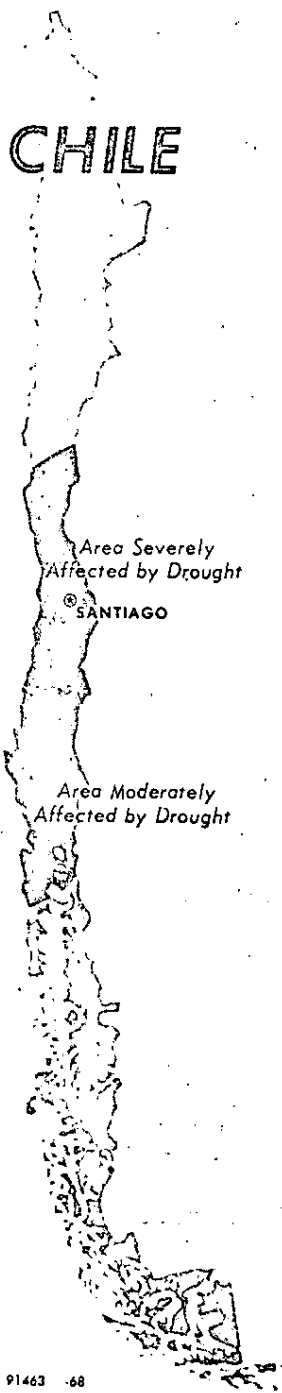 CHILE
Area Severely
Affected by Drought
SANTIAGO
Area Moderately
Affected by Drought
91463 -68